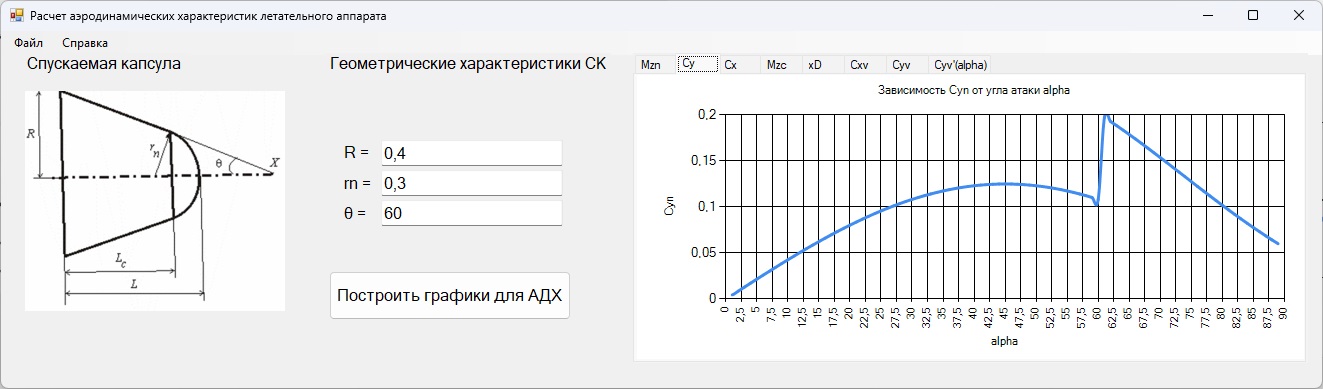 Расчет аэродинамических характеристик летательного аппарата
Файл Справка
Спускаемая капсула
R
rn
θ
X
Lc
L
Геометрические характеристики СК
R = 0,4
rn = 0,3
θ = 60
Построить графики для АДХ
Mzn Cy Cx Mzc xD Cxv Cyv Cyv'(alpha)
Зависимость Cyn от угла атаки alpha
Cyn
0,2
0,15
0,1
0,05
0
0 2,5 5 7,5 10 12,5 15 17,5 20 22,5 25 27,5 30 32,5 35 37,5 40 42,5 45 47,5 50 52,5 55 57,5 60 62,5 65 67,5 70 72,5 75 77,5 80 82,5 85 87,5 90
alpha